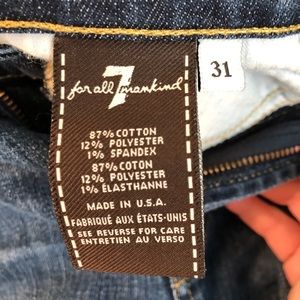 7
for all mankind
31
87% COTTON
12% POLYESTER
1% SPANDEX
87% COTON
12% POLYESTER
1% ÉLASTHANNE
MADE IN U.S.A.
FABRIQUÉ AUX ÉTATS-UNIS
SEE REVERSE FOR CARE
ENTRETIEN AU VERSO